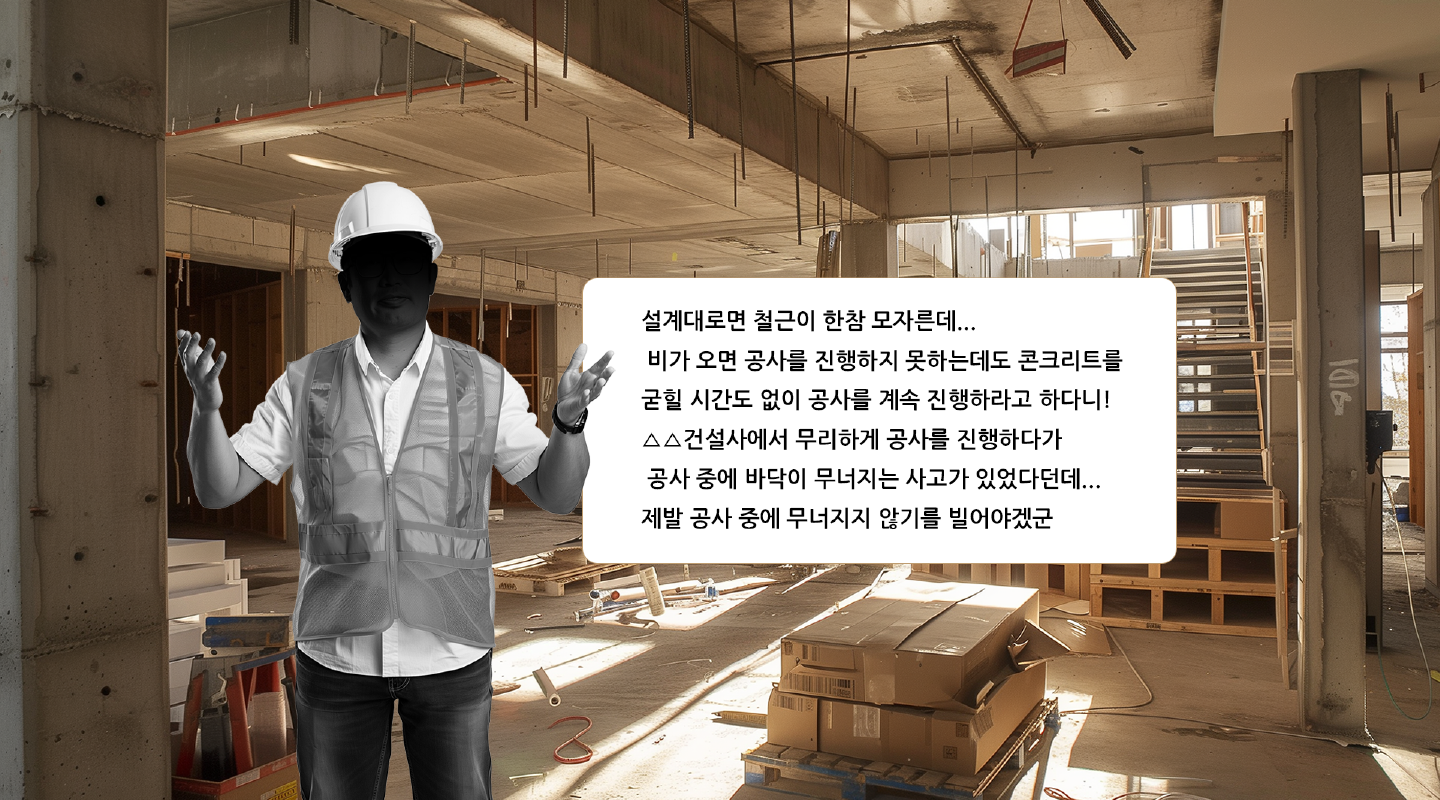 설계대로면 철근이 한참 모자른데...
비가 오면 공사를 진행하지 못하는데도 콘크리트를
굳힐 시간도 없이 공사를 계속 진행하라고 하다니!
△△건설사에서 무리하게 공사를 진행하다가
공사 중에 바닥이 무너지는 사고가 있었다던데...
제발 공사 중에 무너지지 않기를 빌어야겠군